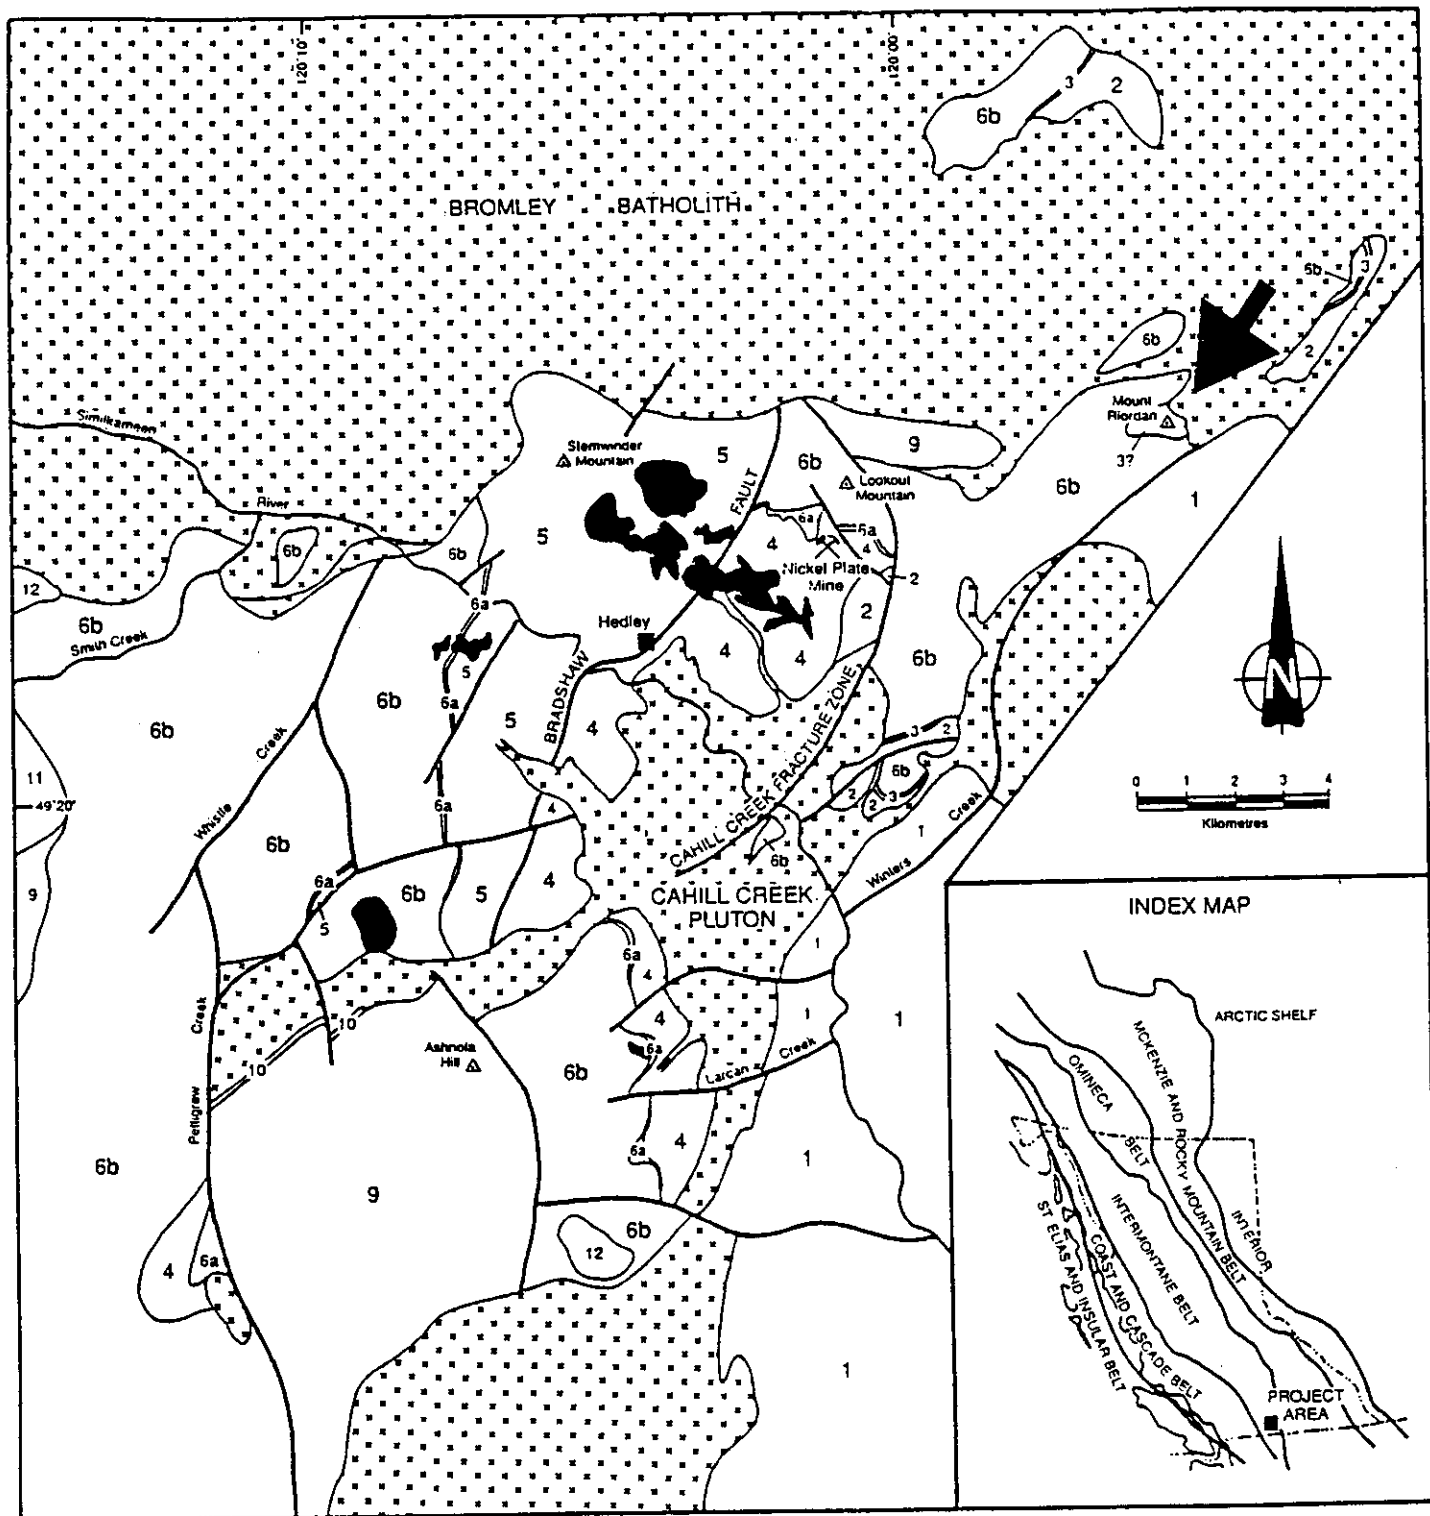 120°10'
120°00'
3
2
6b
BROMLEY BATHOLITH
3
6b
2
6b
Mount
Riordan
3?
Similkameen
Stemwinder
Mountain
5
FAULT
6b
9
Lookout
Mountain
6b
1
River
6b
6b
5
6a
6a
4
4
Nickel Plate
Mine
2
12
6b
Smith Creek
6a
Hedley
2
4
4
6b
5
6b
6a
5
BRADSHAW
4
CAHILL CREEK FRACTURE ZONE
3
2
6b
2
2
3
6b
Creek
Whistle
11
49°20'
6a
4
6b
1
Creek
Winters
6b
0 1 2 3 4
Kilometres
6b
9
6a
6b
5
4
5
CAHILL CREEK
PLUTON
1
6a
4
Creek
Pettigrew
10
10
Ashnola
Hill
4
6a
1
1
Larcan Creek
6b
6b
9
6a
4
1
4
6a
6b
12
1
INDEX MAP
ARCTIC SHELF
MCKENZIE AND ROCKY MOUNTAIN BELT
OMINECA
BELT
INTERIOR
INTERMONTANE BELT
COAST AND CASCADE BELT
ST ELIAS AND INSULAR BELT
PROJECT
AREA
N